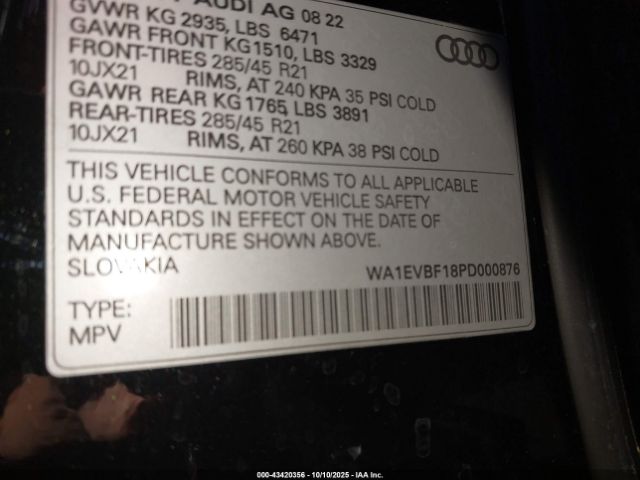 AUDI AG 08 22
GVWR KG 2935, LBS 6471
GAWR FRONT KG1510, LBS 3329
FRONT-TIRES 285/45 R21
10JX21 RIMS, AT 240 KPA 35 PSI COLD
GAWR REAR KG 1765 LBS 3891
REAR-TIRES 285/45 R21
10JX21 RIMS, AT 260 KPA 38 PSI COLD
THIS VEHICLE CONFORMS TO ALL APPLICABLE
U.S. FEDERAL MOTOR VEHICLE SAFETY
STANDARDS IN EFFECT ON THE DATE OF
MANUFACTURE SHOWN ABOVE.
SLOVAKIA WA1EVBF18PD000876
TYPE:
MPV
000-43420356 - 10/10/2025 - IAA Inc.